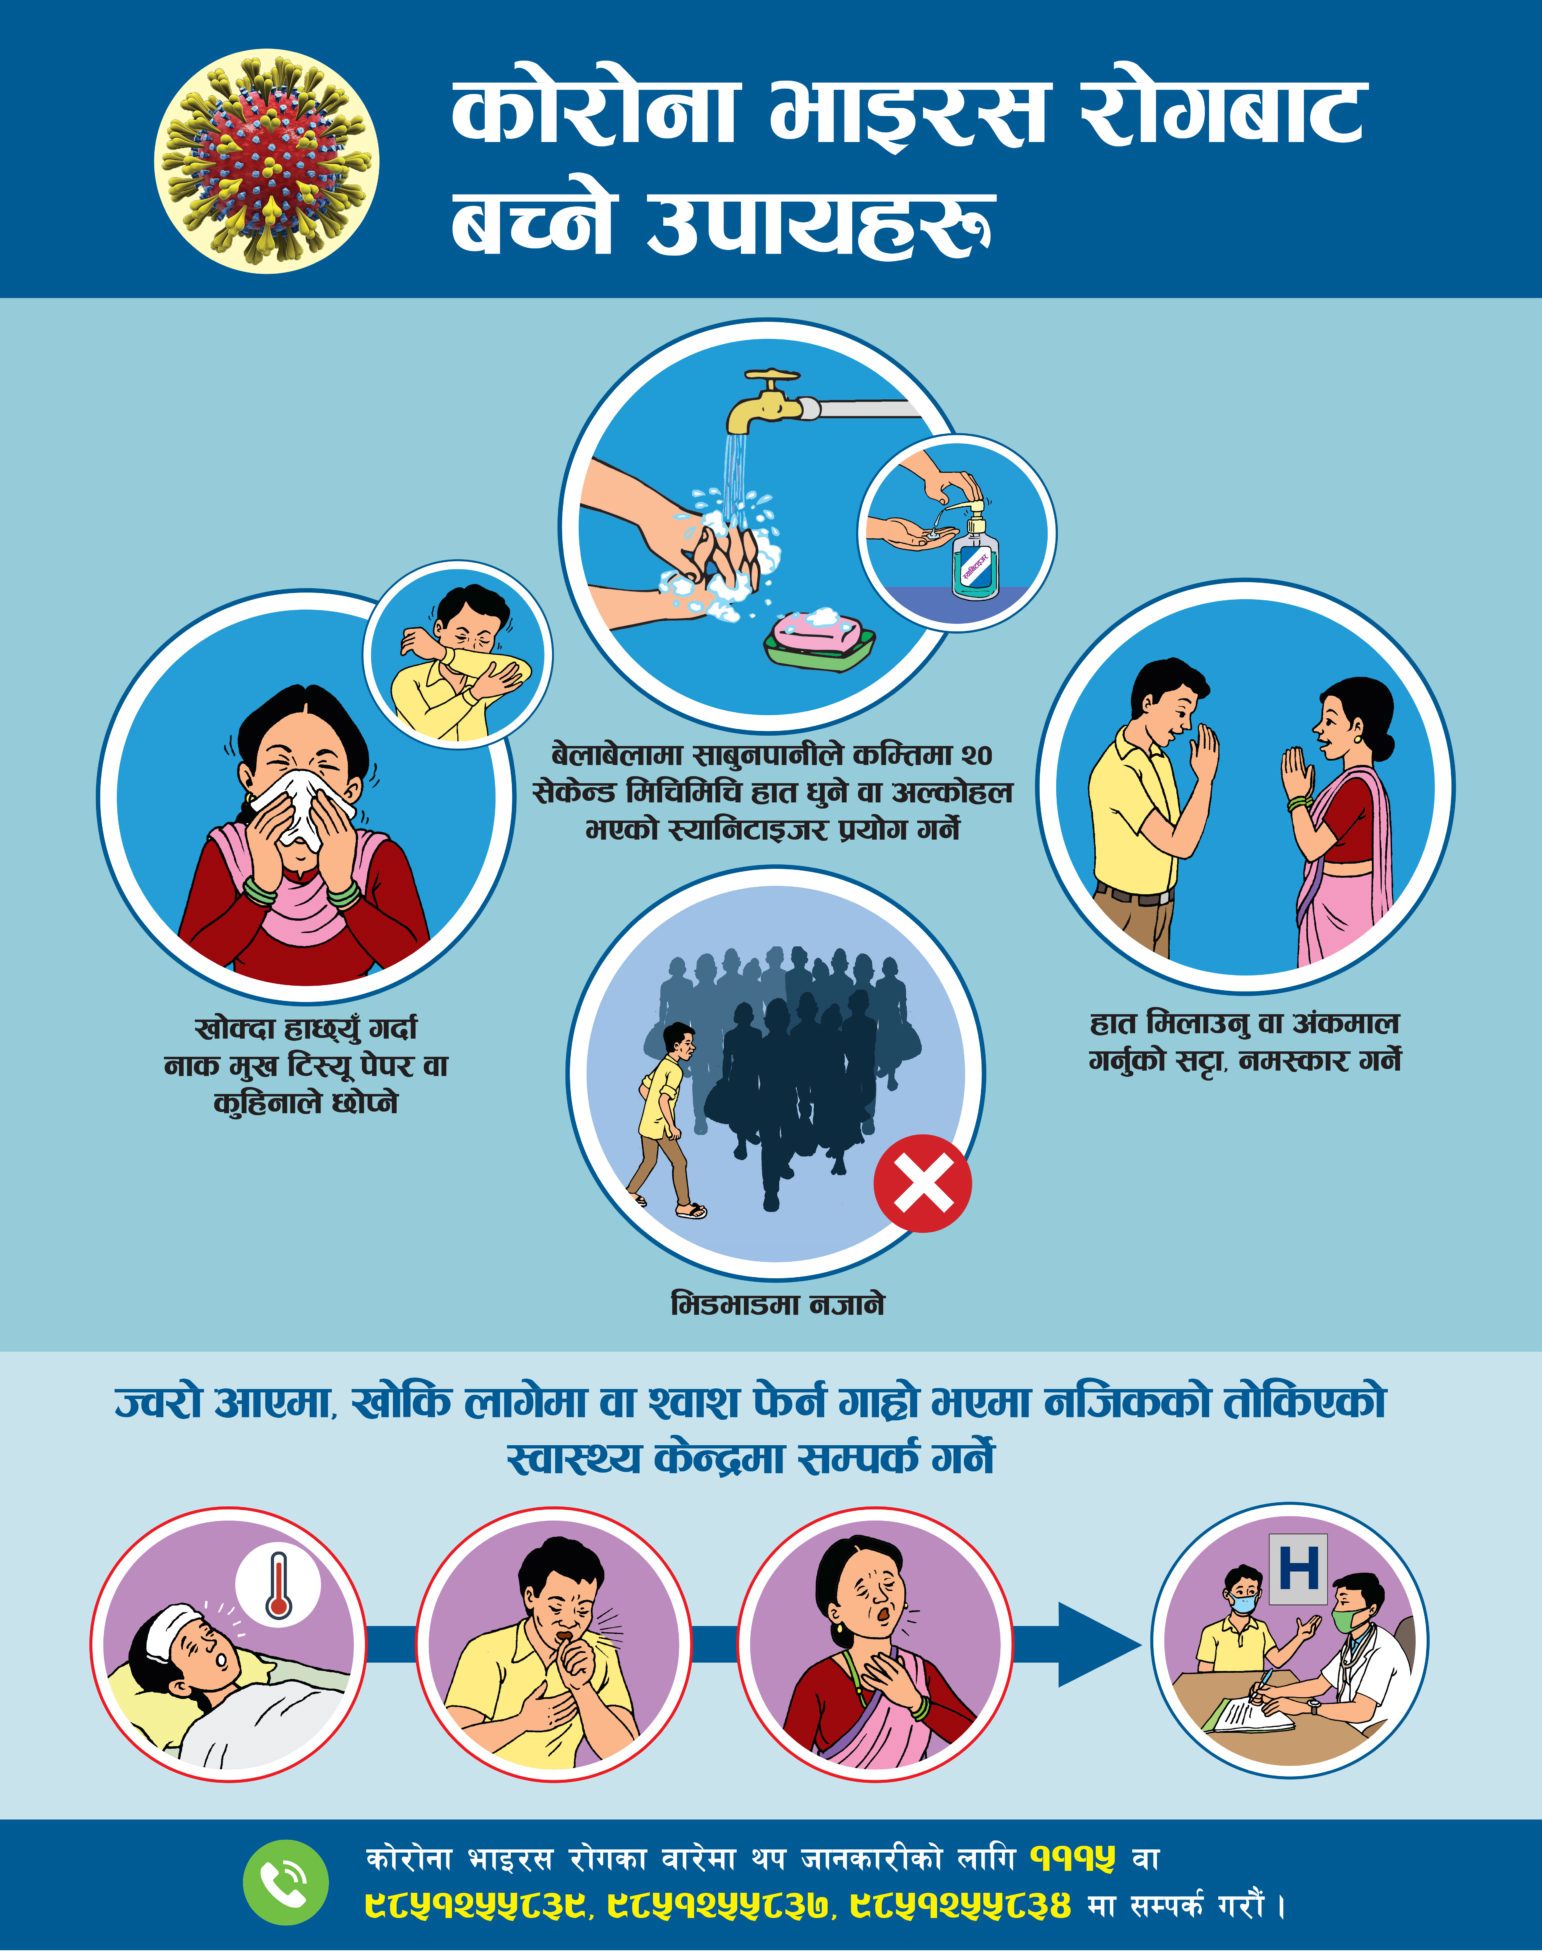 कोरोना भाइरस रोगबाट
बच्ने उपायहरू
स्यानिटाइजर
बेलाबेलामा साबुनपानीले कम्तिमा २०
सेकेन्ड मिचिमिचि हात धुने वा अल्कोहल
भएको स्यानिटाइजर प्रयोग गर्ने
खोक्दा हाछ्युँ गर्दा
नाक मुख टिस्यू पेपर वा
कुहिनाले छोप्ने
हात मिलाउनु वा अंकमाल
गर्नुको सट्टा, नमस्कार गर्ने
भिडभाडमा नजाने
ज्वरो आएमा, खोकि लागेमा वा श्वाश फेर्न गाह्रो भएमा नजिकको तोकिएको
स्वास्थ्य केन्द्रमा सम्पर्क गर्ने
H
कोरोना भाइरस रोगका बारेमा थप जानकारीको लागि १११५ वा
९८५१२५५८३९, ९८५१२५५८३७, ९८५१२५५८३४ मा सम्पर्क गरौं ।